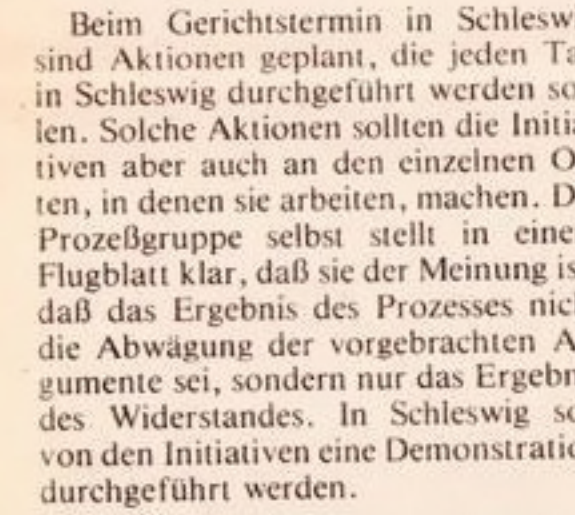 Beim Gerichtstermin in Schlesw
sind Aktionen geplant, die jeden Ta
in Schleswig durchgeführt werden so
len. Solche Aktionen sollten die Initia
tiven aber auch an den einzelnen O
ten, in denen sie arbeiten, machen. D
Prozeßgruppe selbst stellt in eine
Flugblatt klar, daß sie der Meinung is
daß das Ergebnis des Prozesses nic
die Abwägung der vorgebrachten A
gumente sei, sondern nur das Ergebn
des Widerstandes. In Schleswig so
von den Initiativen eine Demonstratio
durchgeführt werden.